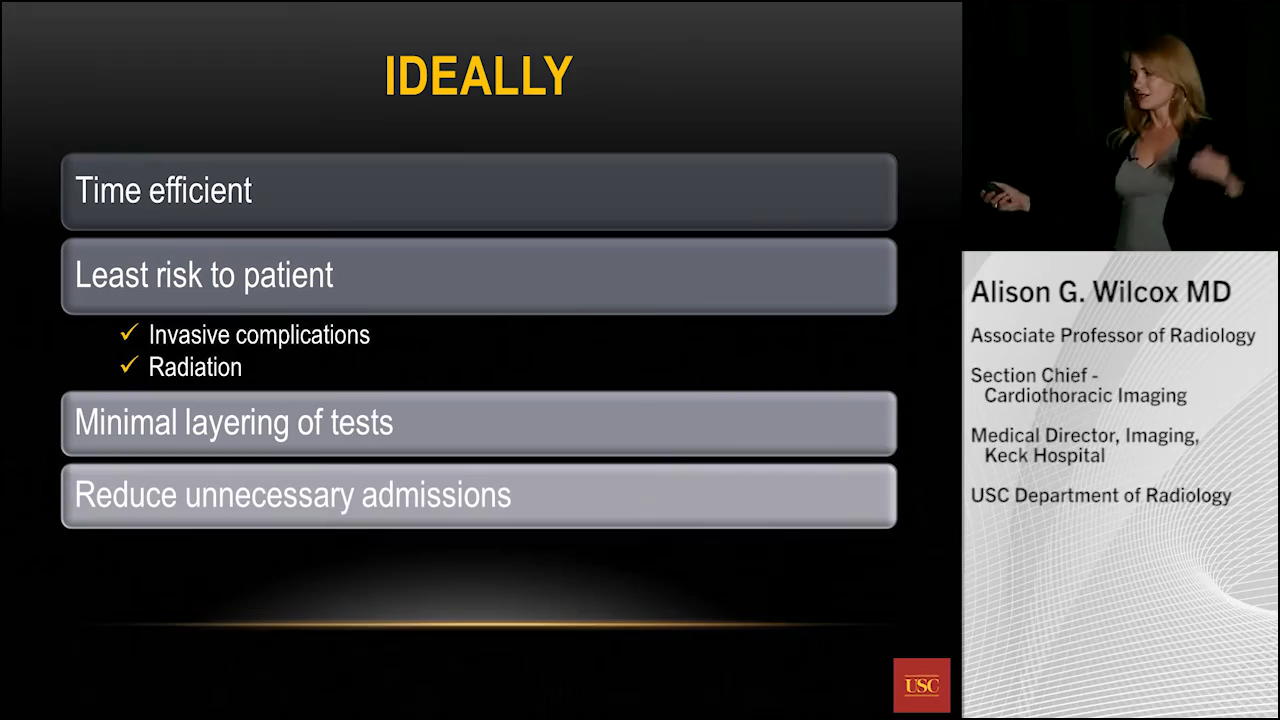 IDEALLY
Time efficient
Least risk to patient
Invasive complications
Radiation
Minimal layering of tests
Reduce unnecessary admissions
USC
Alison G. Wilcox MD
Associate Professor of Radiology
Section Chief -
Cardiothoracic Imaging
Medical Director, Imaging,
Keck Hospital
USC Department of Radiology